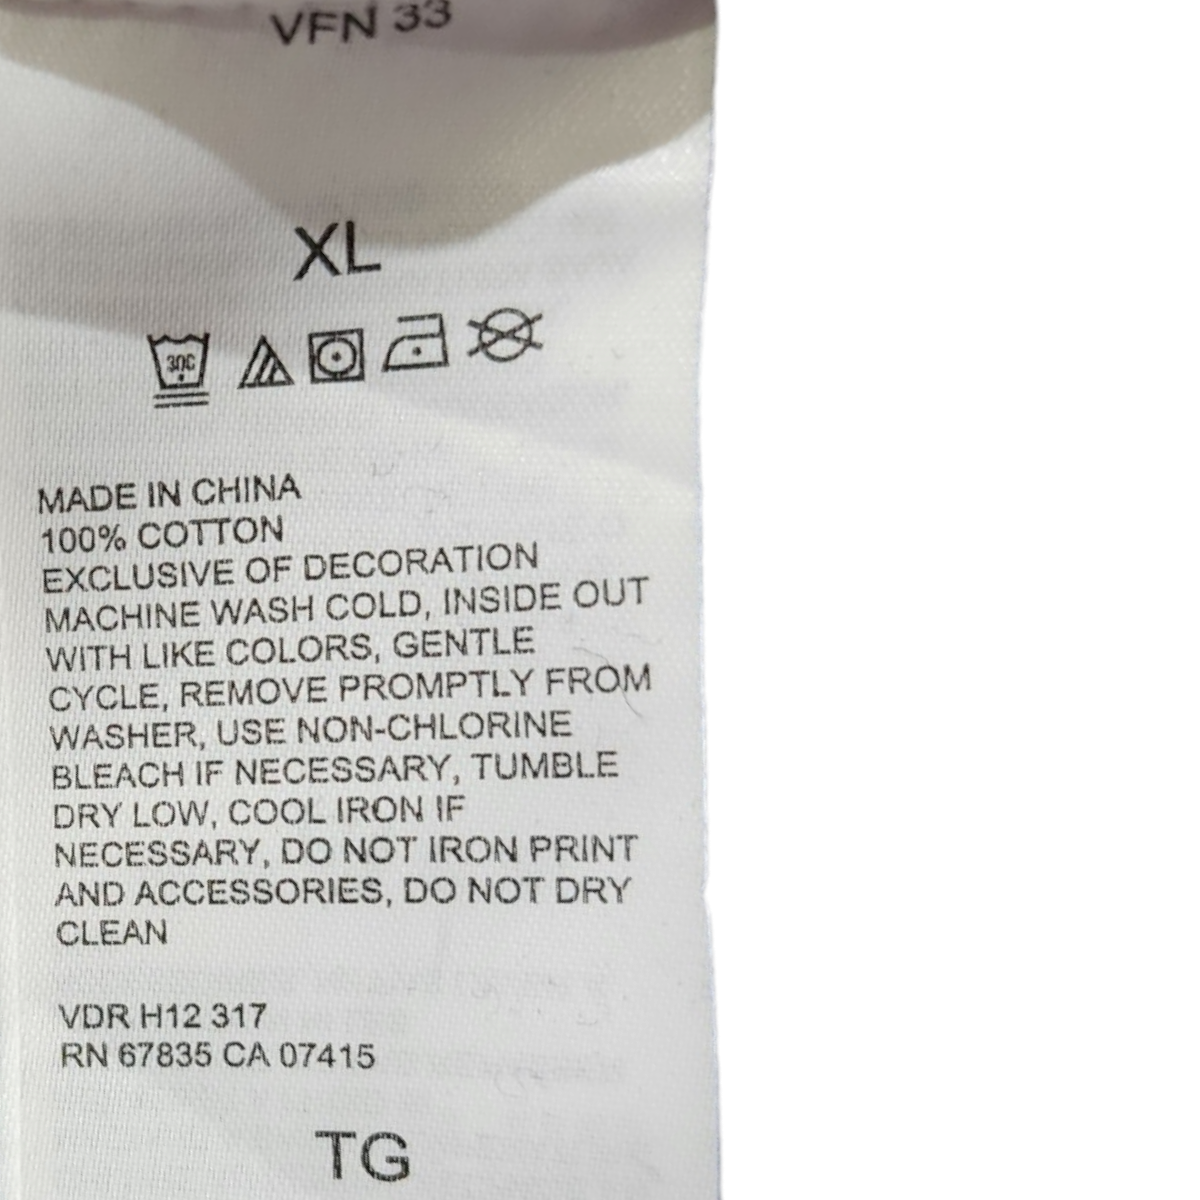 VFN 33
XL
30C
MADE IN CHINA
100% COTTON
EXCLUSIVE OF DECORATION
MACHINE WASH COLD, INSIDE OUT
WITH LIKE COLORS, GENTLE
CYCLE, REMOVE PROMPTLY FROM
WASHER, USE NON-CHLORINE
BLEACH IF NECESSARY, TUMBLE
DRY LOW, COOL IRON IF
NECESSARY, DO NOT IRON PRINT
AND ACCESSORIES, DO NOT DRY
CLEAN
VDR H12 317
RN 67835 CA 07415
TG